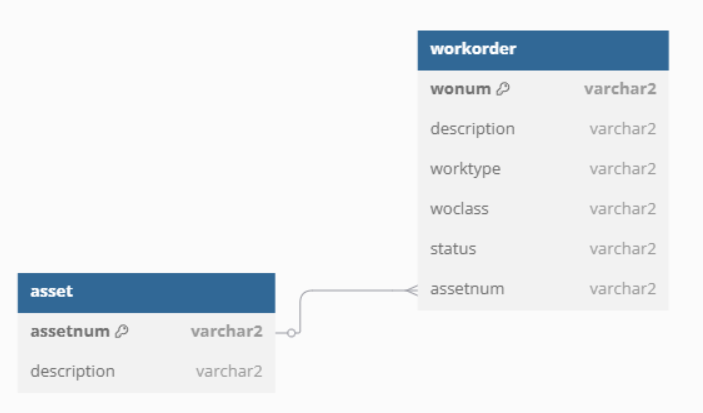 workorder
wonum varchar2
description varchar2
worktype varchar2
woclass varchar2
status varchar2
assetnum varchar2
asset
assetnum varchar2
description varchar2